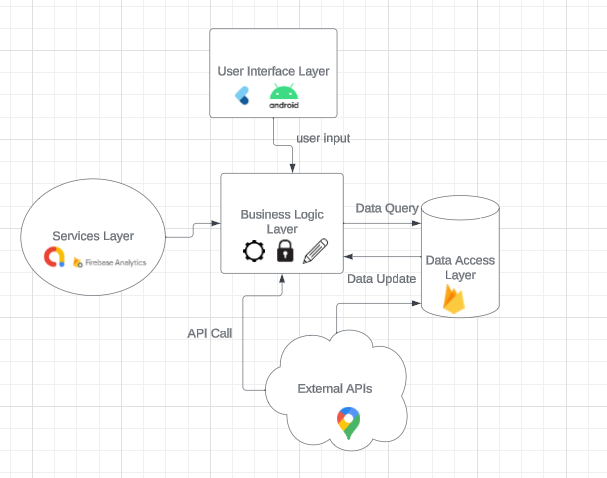 User Interface Layer
android
user input
Business Logic
Layer
Services Layer
Firebase Analytics
Data Query
Data Access
Layer
Data Update
API Call
External APIs